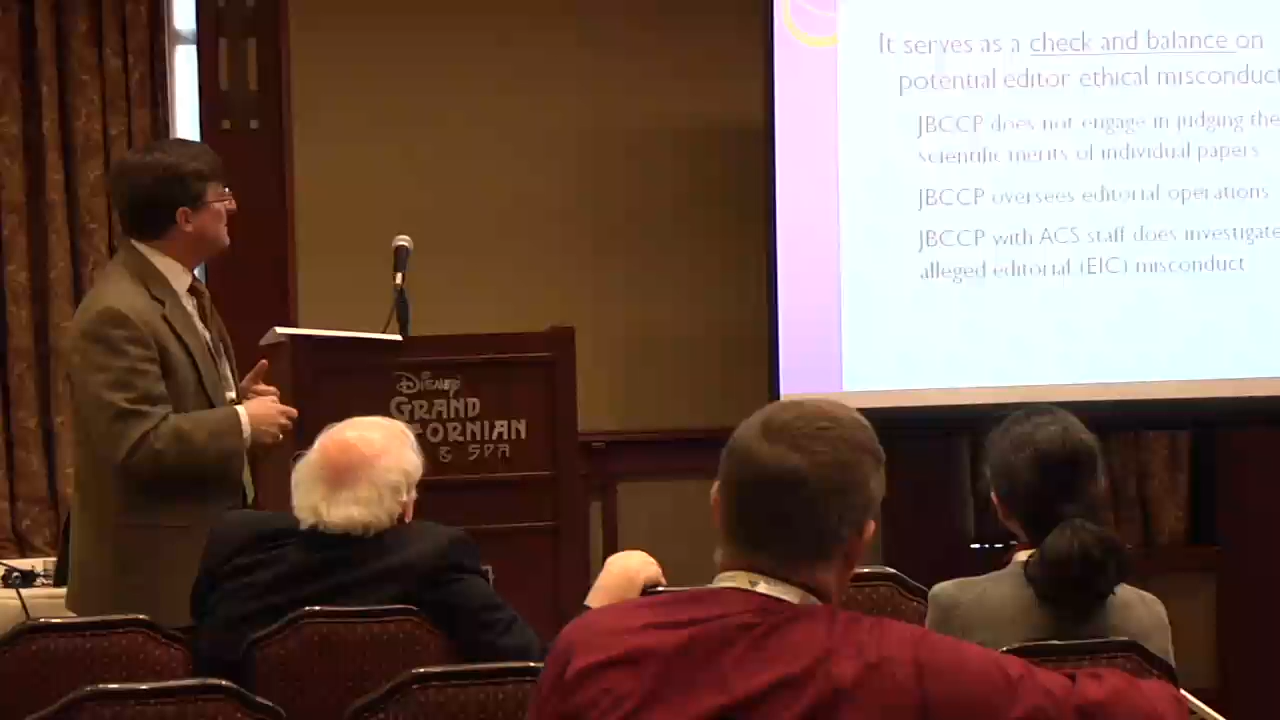 It serves as a check and balance on
potential editor ethical misconduct
JBCCP does not engage in judging the
scientific merits of individual papers
JBCCP oversees editorial operations
JBCCP with ACS staff does investigate
alleged editorial (EIC) misconduct
DISNEY
GRAND
FORNIAN
& SPA